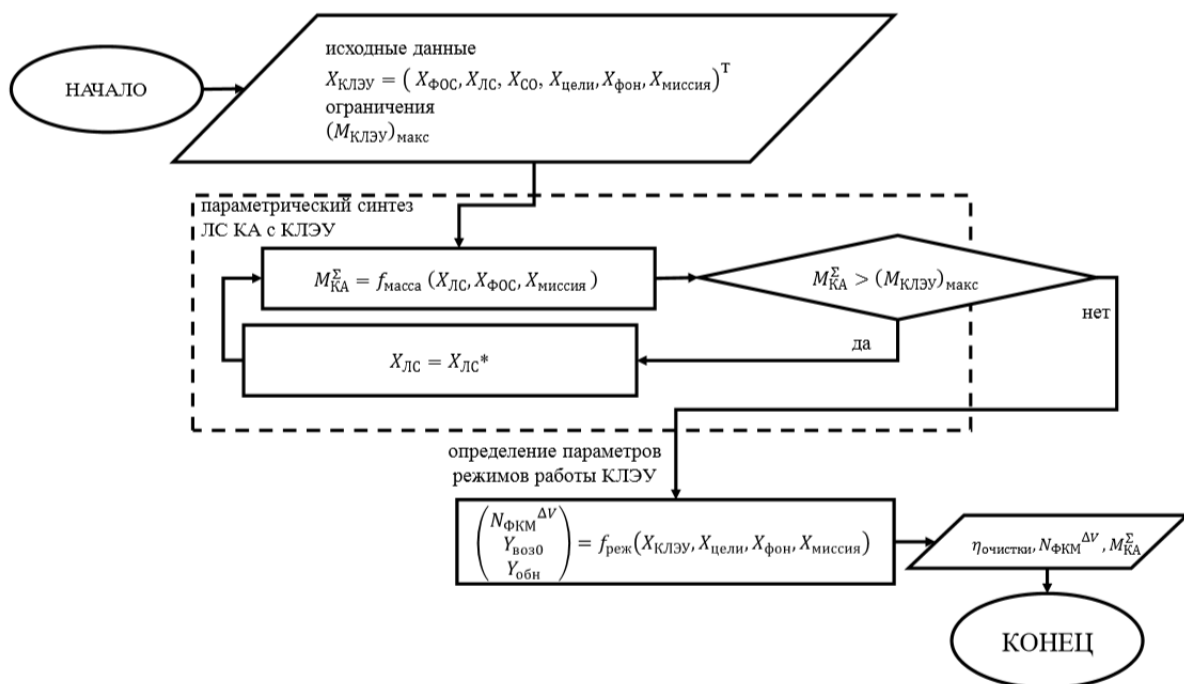 НАЧАЛО
исходные данные
X_КЛЭУ = ( X_ФОС, X_ЛС, X_СО, X_цели, X_фон, X_миссия)^Т
ограничения
(M_КЛЭУ)_макс
параметрический синтез
ЛС КА с КЛЭУ
M_КА^Σ = f_масса (X_ЛС, X_ФОС, X_миссия )
M_КА^Σ > (M_КЛЭУ)_макс
нет
да
X_ЛС = X_ЛС*
определение параметров
режимов работы КЛЭУ
N_ФКМ^ΔV
Y_воз0
Y_обн
= f_реж(X_КЛЭУ, X_цели, X_фон, X_миссия)
η_очистки, N_ФКМ^ΔV, M_КА^Σ
КОНЕЦ